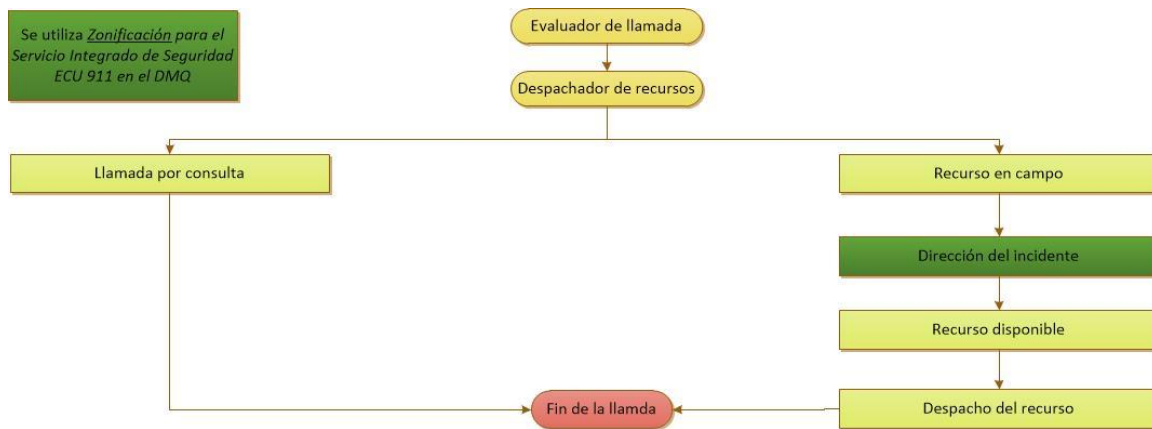 Se utiliza Zonificación para el
Servicio Integrado de Seguridad
ECU 911 en el DMQ
Evaluador de llamada
Despachador de recursos
Llamada por consulta
Recurso en campo
Dirección del incidente
Recurso disponible
Fin de la llamda
Despacho del recurso